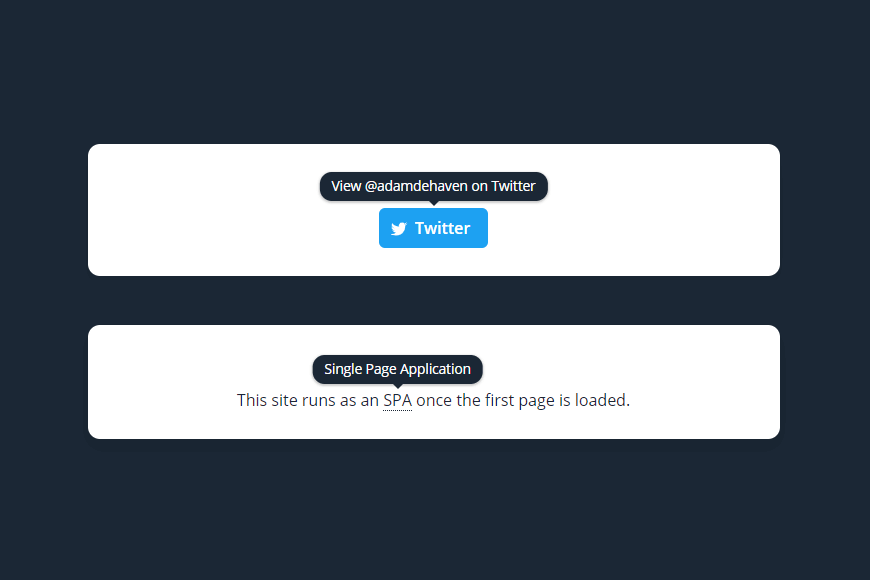 View @adamdehaven on Twitter
Twitter
Single Page Application
This site runs as an SPA once the first page is loaded.